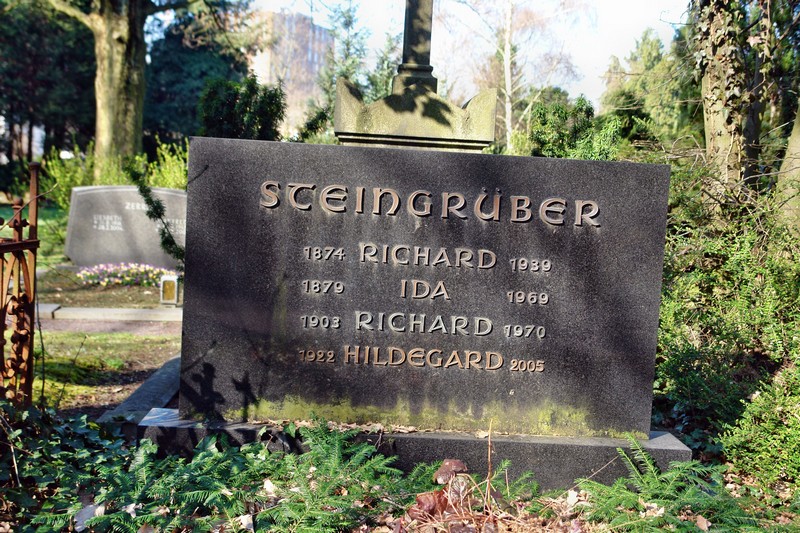 STEINGRÜBER
1874 RICHARD 1939
1879 IDA 1969
1903 RICHARD 1970
1922 HILDEGARD 2005